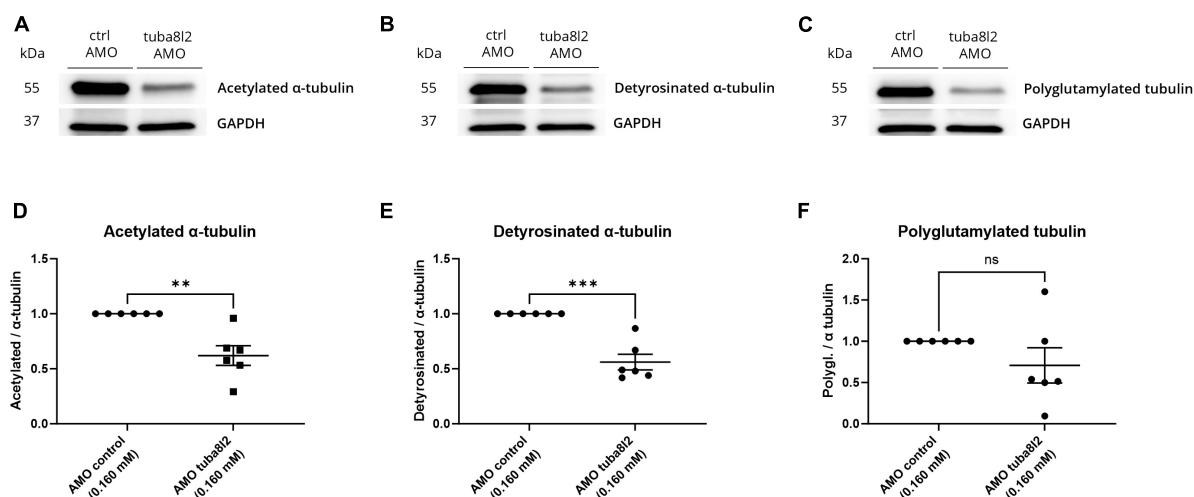 A
ctrl
AMO
tuba8l2
AMO
kDa
55
Acetylated α-tubulin
37
GAPDH
B
ctrl
AMO
tuba8l2
AMO
kDa
55
Detyrosinated α-tubulin
37
GAPDH
C
ctrl
AMO
tuba8l2
AMO
kDa
55
Polyglutamylated tubulin
37
GAPDH
D
Acetylated α-tubulin
Acetylated / α-tubulin
1.5
1.0
0.5
0.0
**
AMO control
(0.160 mM)
AMO tuba8l2
(0.160 mM)
E
Detyrosinated α-tubulin
Detyrosinated / α-tubulin
1.5
1.0
0.5
0.0
***
AMO control
(0.160 mM)
AMO tuba8l2
(0.160 mM)
F
Polyglutamylated tubulin
Polygl. / α tubulin
2.0
1.5
1.0
0.5
0.0
ns
AMO control
(0.160 mM)
AMO tuba8l2
(0.160 mM)